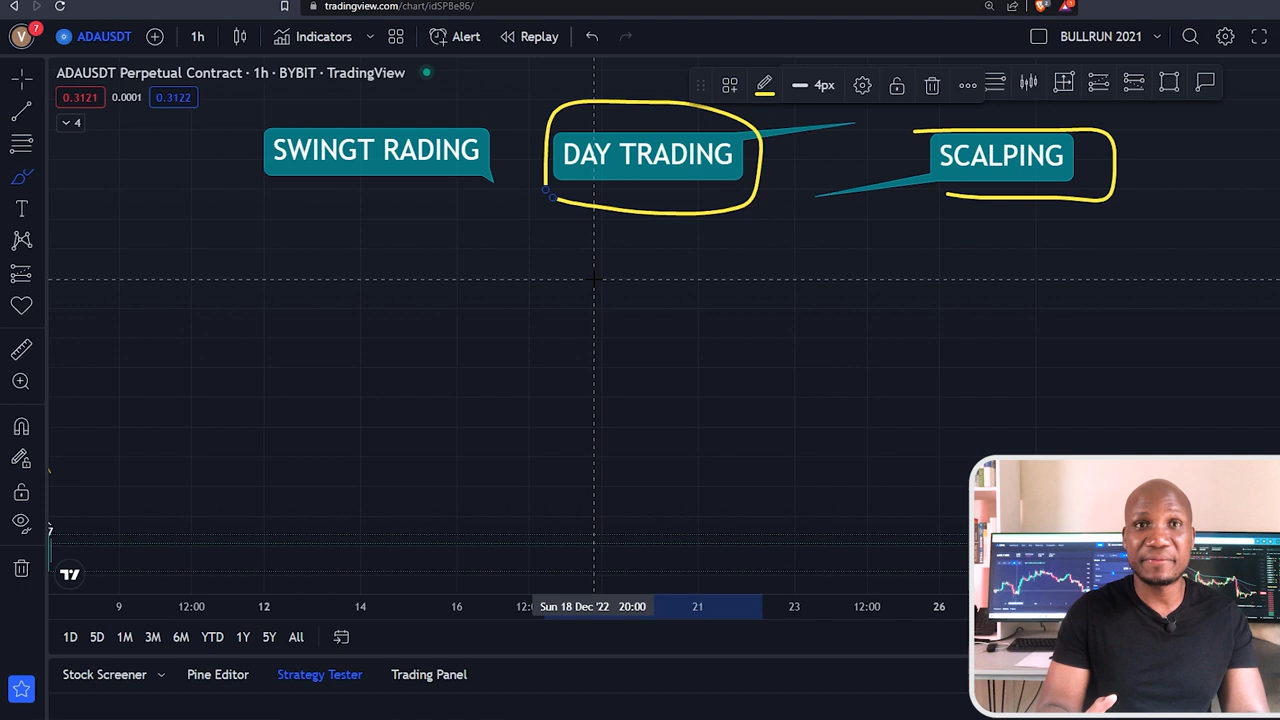 tradingview.com/chart/idSPBe86/
V 7 ADAUSDT 1h Indicators Alert Replay BULLRUN 2021
ADAUSDT Perpetual Contract · 1h · BYBIT · TradingView
0.3121 0.0001 0.3122
4px
4
SWINGT RADING
DAY TRADING
SCALPING
9 12:00 12 14 16 Sun 18 Dec '22 20:00 21 23 12:00 26
1D 5D 1M 3M 6M YTD 1Y 5Y All
Stock Screener Pine Editor Strategy Tester Trading Panel